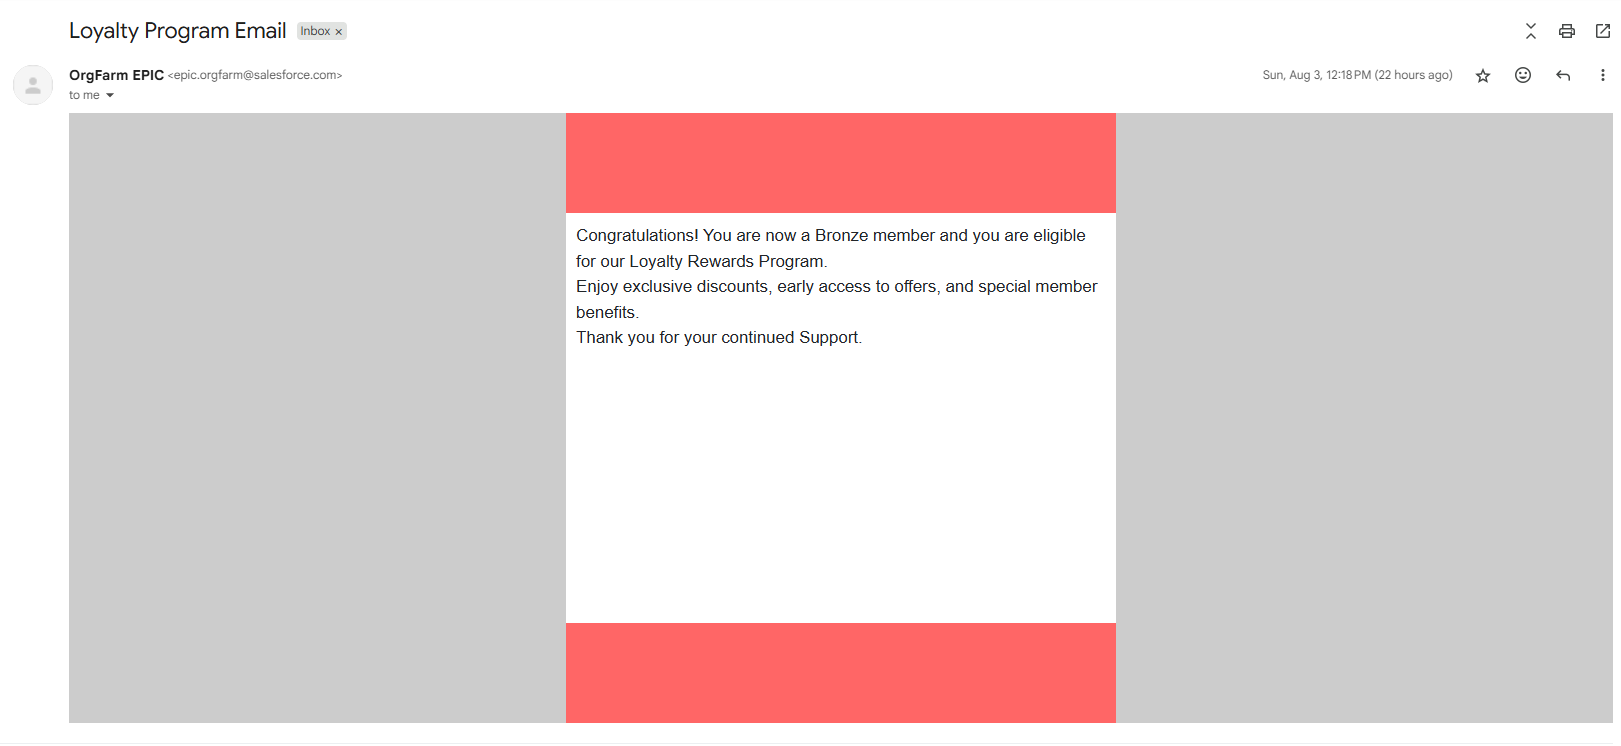 Loyalty Program Email Inbox ×
OrgFarm EPIC <epic.orgfarm@salesforce.com> Sun, Aug 3, 12:18 PM (22 hours ago)
to me
Congratulations! You are now a Bronze member and you are eligible
for our Loyalty Rewards Program.
Enjoy exclusive discounts, early access to offers, and special member
benefits.
Thank you for your continued Support.